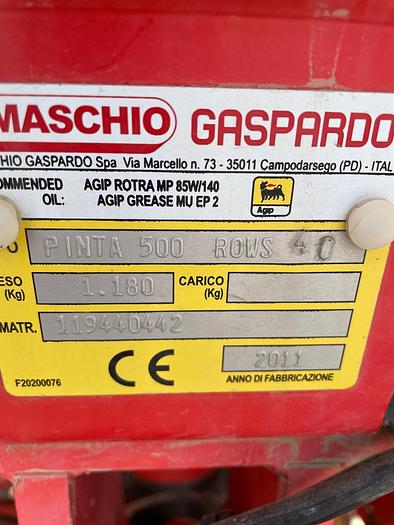 MASCHIO GASPARDO
CHIO GASPARDO Spa Via Marcello n. 73 - 35011 Campodarsego (PD) - ITAL
OMMENDED AGIP ROTRA MP 85W/140
OIL: AGIP GREASE MU EP 2
Agip
PO PINTA 500 ROWS 40
ESO (Kg) 1.180 CARICO (Kg)
MATR. 119440442
CE 2011
F20200076 ANNO DI FABBRICAZIONE